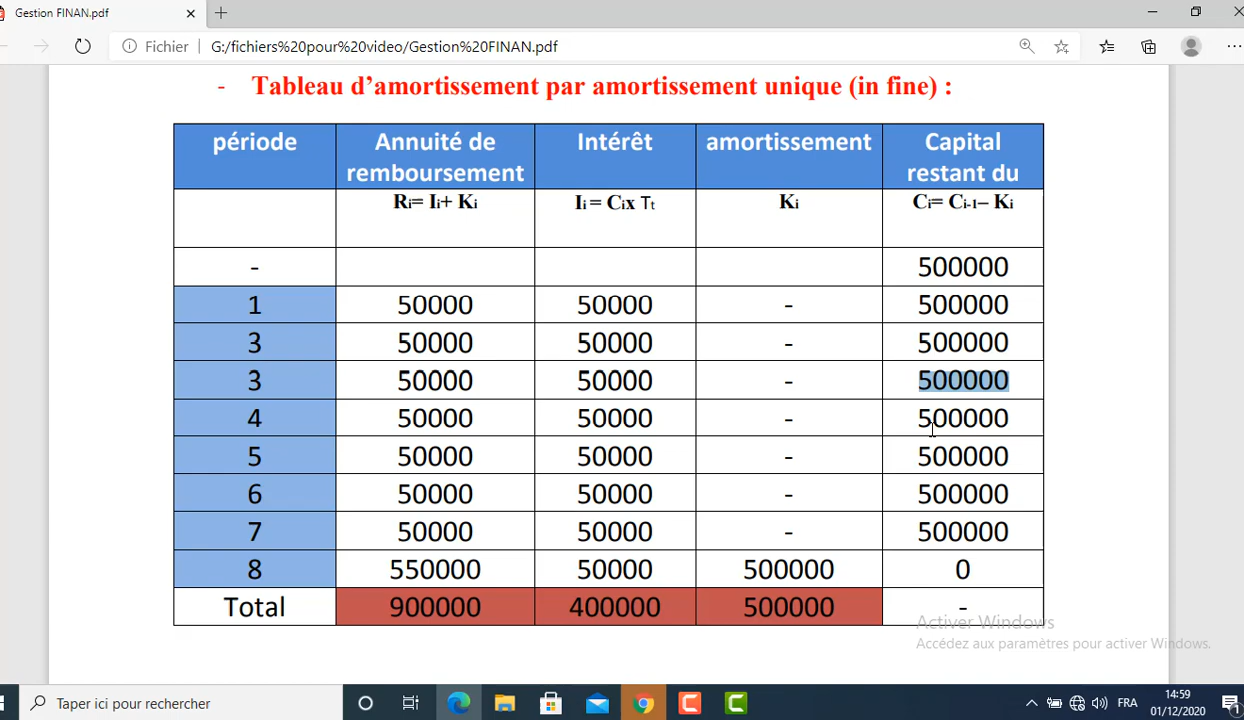 Gestion FINAN.pdf
Fichier G:/fichiers%20pour%20video/Gestion%20FINAN.pdf
- Tableau d'amortissement par amortissement unique (in fine) :
période Annuité de remboursement Intérêt amortissement Capital restant du
Ri= Ii+ Ki Ii = Cix Tt Ki Ci= Ci-1– Ki
- 500000
1 50000 50000 - 500000
3 50000 50000 - 500000
3 50000 50000 - 500000
4 50000 50000 - 500000
5 50000 50000 - 500000
6 50000 50000 - 500000
7 50000 50000 - 500000
8 550000 50000 500000 0
Total 900000 400000 500000 -
Activer Windows
Accédez aux paramètres pour activer Windows.
Taper ici pour rechercher
FRA
14:59
01/12/2020
1